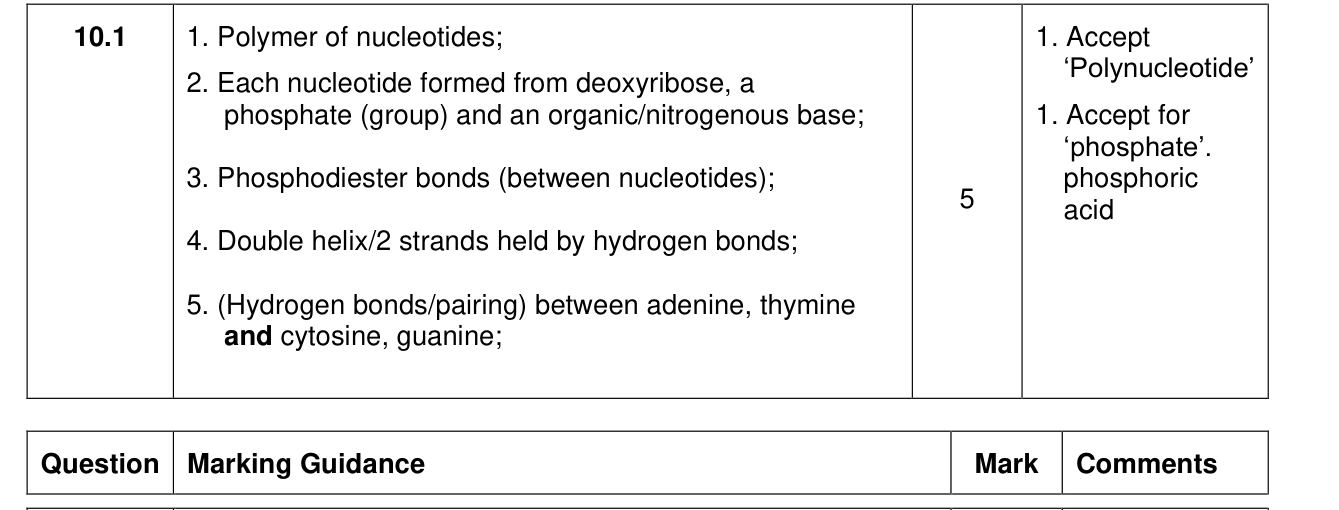 10.1
1. Polymer of nucleotides;
2. Each nucleotide formed from deoxyribose, a
phosphate (group) and an organic/nitrogenous base;
3. Phosphodiester bonds (between nucleotides);
4. Double helix/2 strands held by hydrogen bonds;
5. (Hydrogen bonds/pairing) between adenine, thymine
and cytosine, guanine;
5
1. Accept
‘Polynucleotide’
1. Accept for
‘phosphate’.
phosphoric
acid
Question
Marking Guidance
Mark
Comments